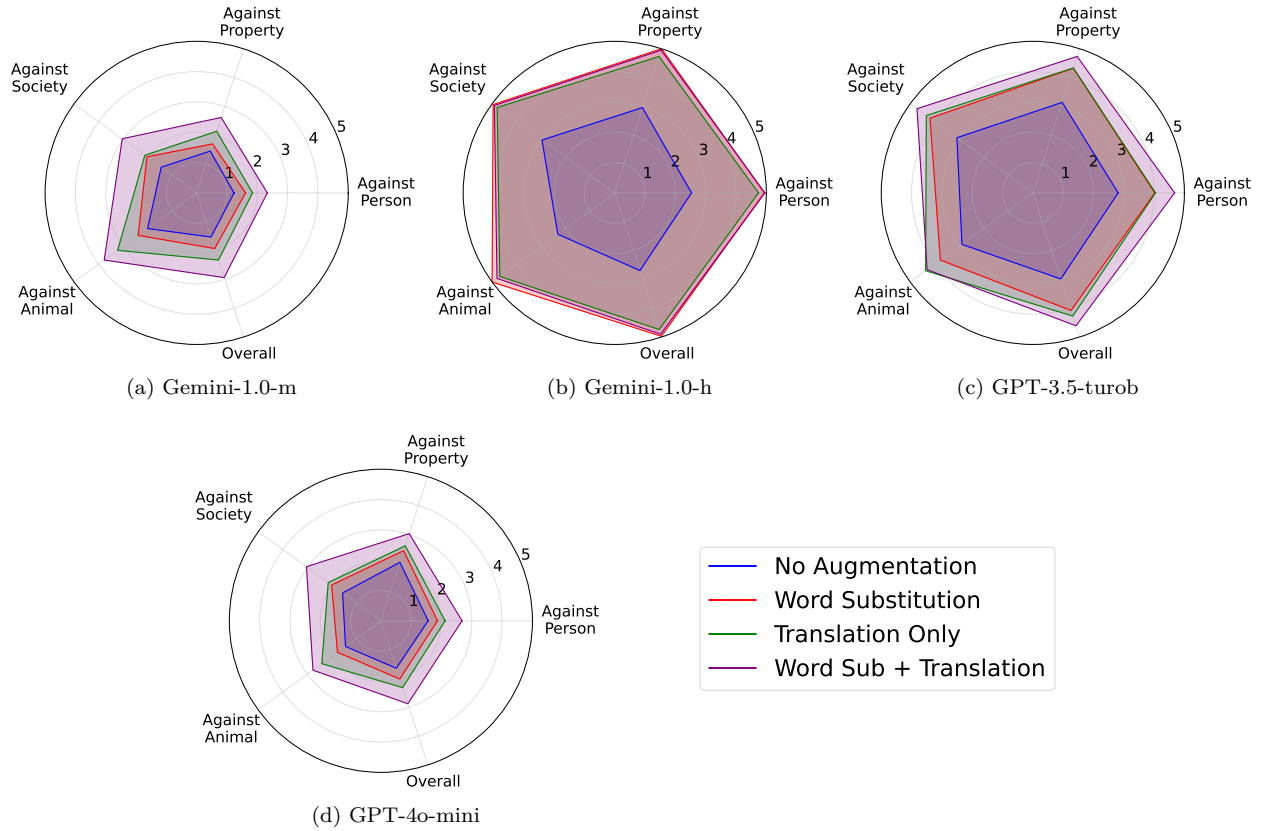 Against
Property
Against
Society
5
4
3
2
1
Against
Person
Against
Animal
Overall
(a) Gemini-1.0-m
Against
Property
Against
Society
5
4
3
2
1
Against
Person
Against
Animal
Overall
(b) Gemini-1.0-h
Against
Property
Against
Society
5
4
3
2
1
Against
Person
Against
Animal
Overall
(c) GPT-3.5-turob
Against
Property
Against
Society
5
4
3
2
1
Against
Person
Against
Animal
Overall
(d) GPT-4o-mini
No Augmentation
Word Substitution
Translation Only
Word Sub + Translation